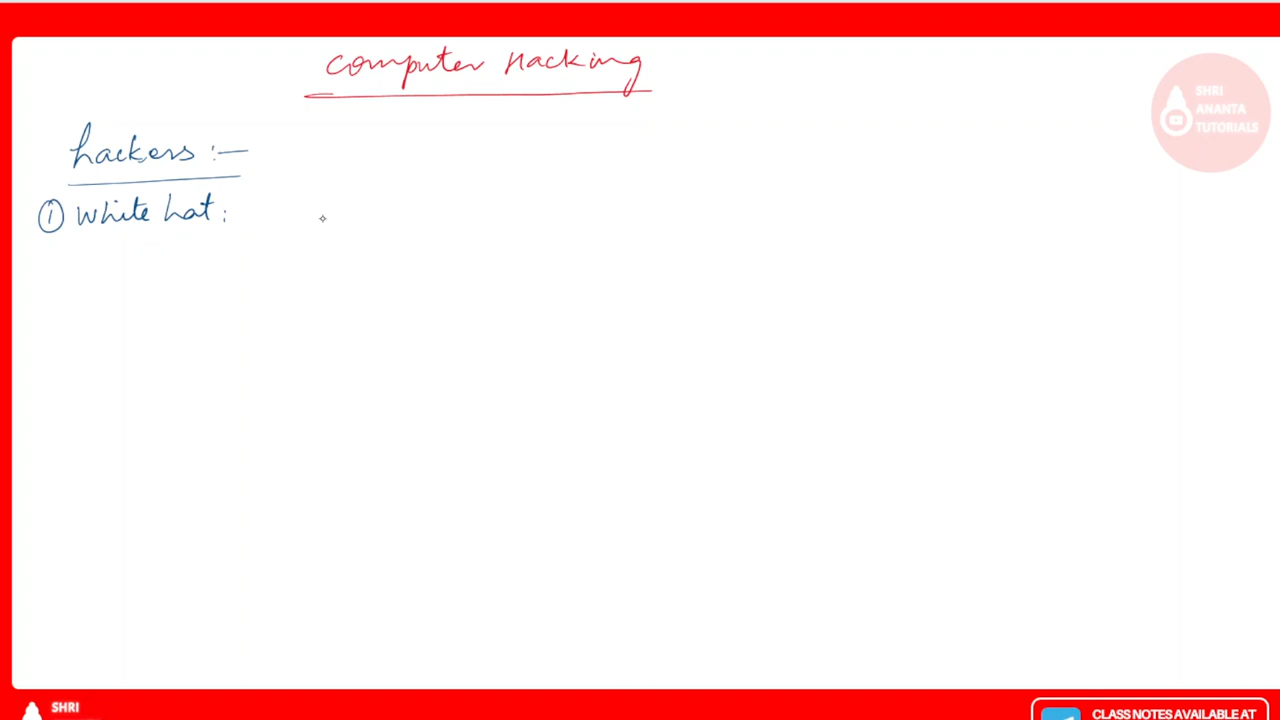 computer Hacking
SHRI
ANANTA
TUTORIALS
hackers :-
① White hat :
SHRI
CLASS NOTES AVAILABLE AT